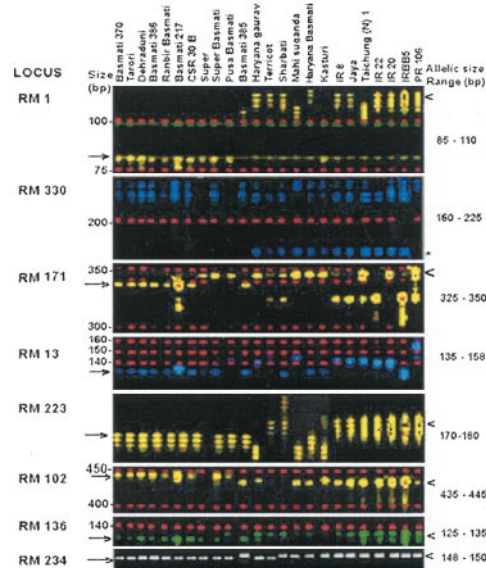 Basmati 370
Tarori
Dehraduni
Basmati 386
Ranbir Basmati
Basmati 217
CSR 30 B
Super
Super Basmati
Pusa Basmati
Basmati 385
Haryana gaurav
Terricot
Sharbati
Mahi suganda
Haryana Basmati
Kasturi
IR 8
Jaya
Taichung (N) 1
IR 22
IR 20
IRBB5
PR 106
LOCUS
Size (bp)
Allelic size
Range (bp)
RM 1
<
100
85 - 110
75
RM 330
200
160 - 225
*
RM 171
350
<
325 - 350
300
RM 13
160
150
140
135 - 158
RM 223
<
170-160
RM 102
450
<
435 - 445
400
RM 136
140
<
125 - 135
RM 234
<
148 - 150